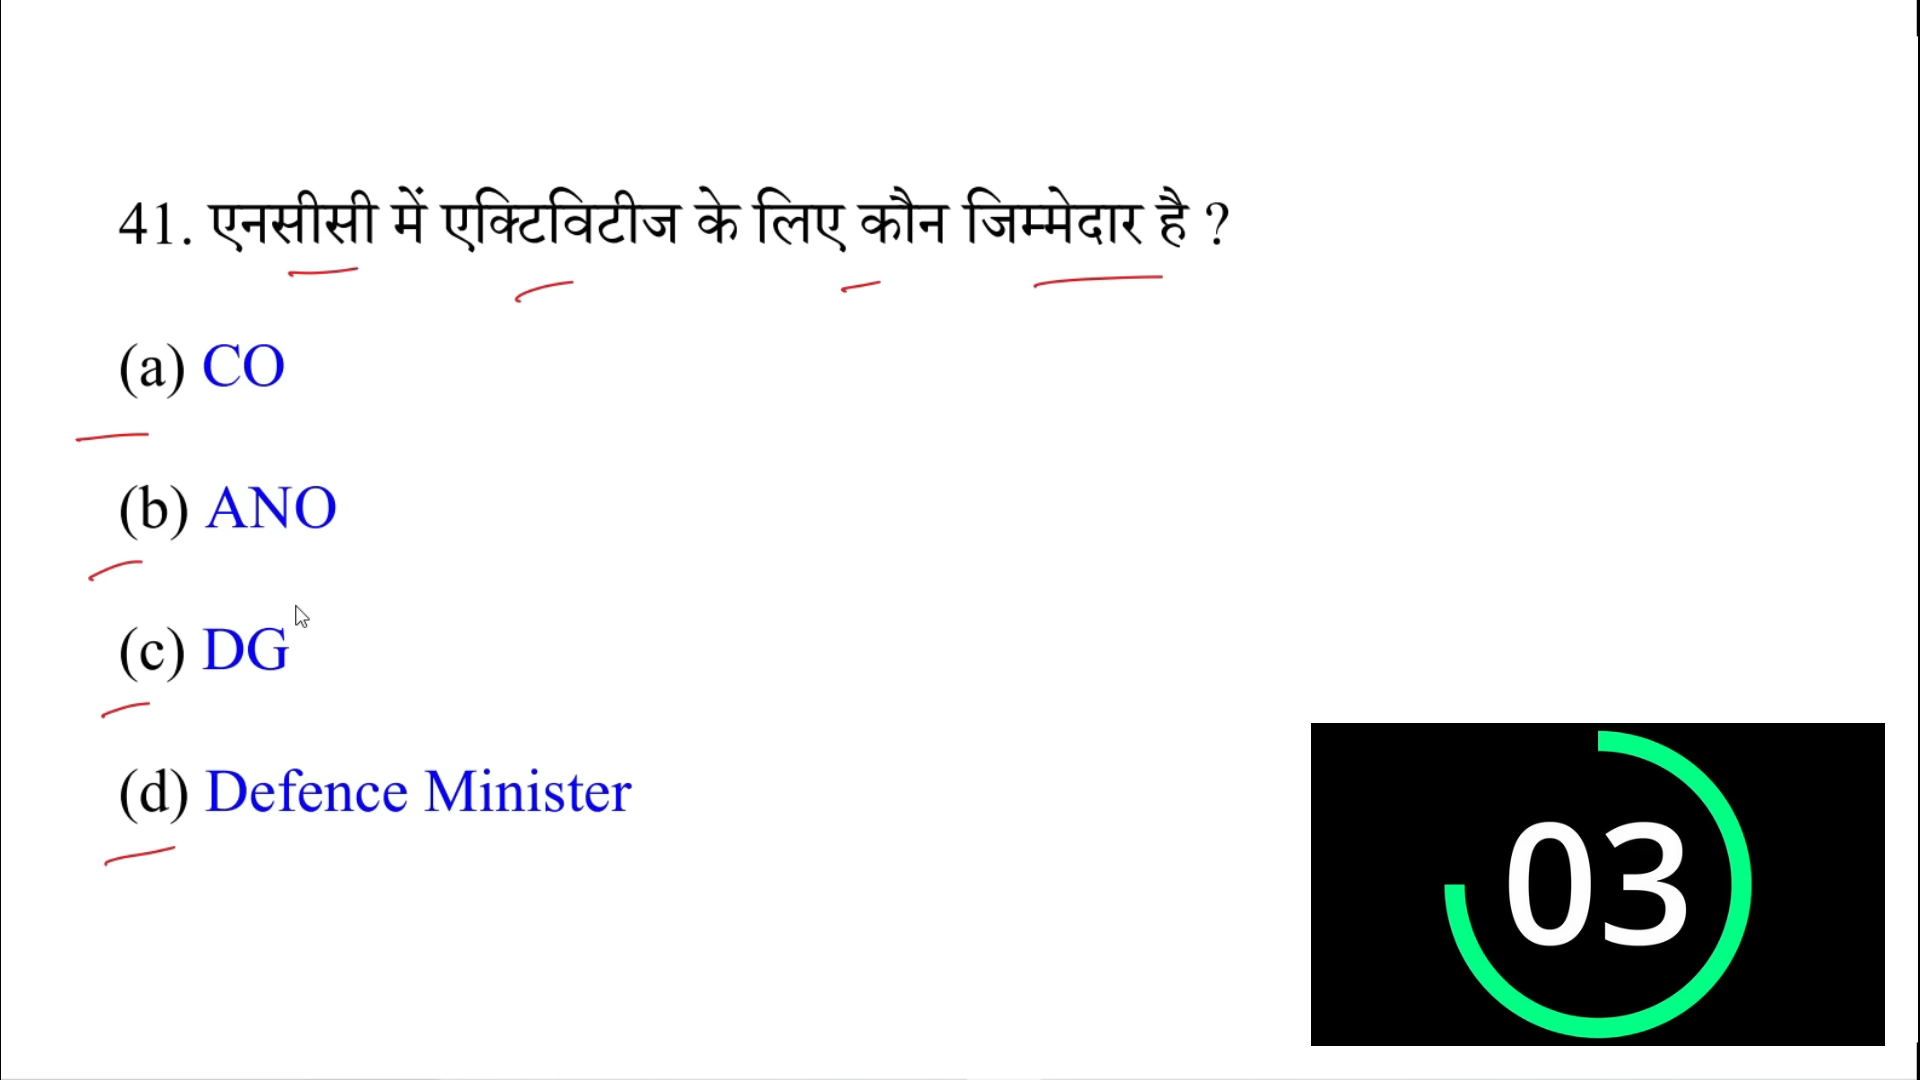 41. एनसीसी में एक्टिविटीज के लिए कौन जिम्मेदार है ?
(a) CO
(b) ANO
(c) DG
(d) Defence Minister
03